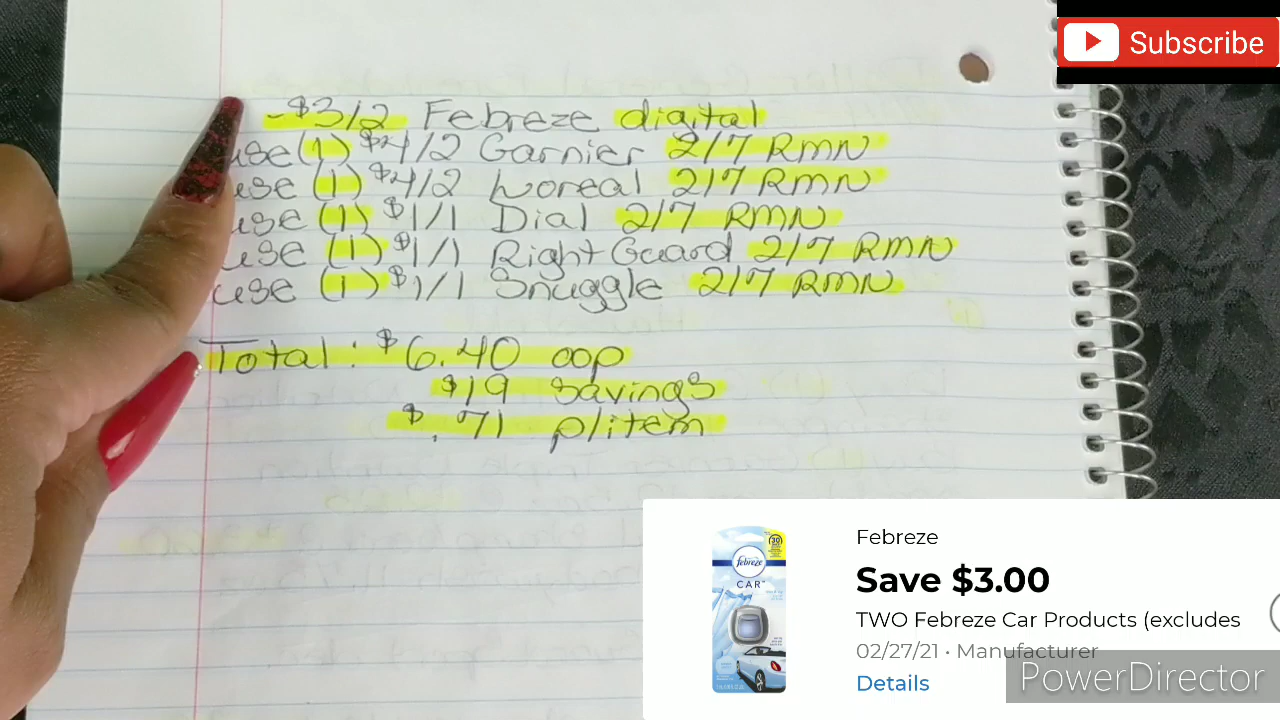 Subscribe
-$3/2 Febreze digital
use (1) $4/2 Garnier 2/7 RMN
use (1) $4/2 Loreal 2/7 RMN
use (1) $1/1 Dial 2/7 RMN
use (1) $1/1 Right Guard 2/7 RMN
use (1) $1/1 Snuggle 2/7 RMN
Total: $6.40 oop
$19 savings
$.71 p/item
febreze
CAR
30
Febreze
Save $3.00
TWO Febreze Car Products (excludes
02/27/21 • Manufacturer
Details
PowerDirector